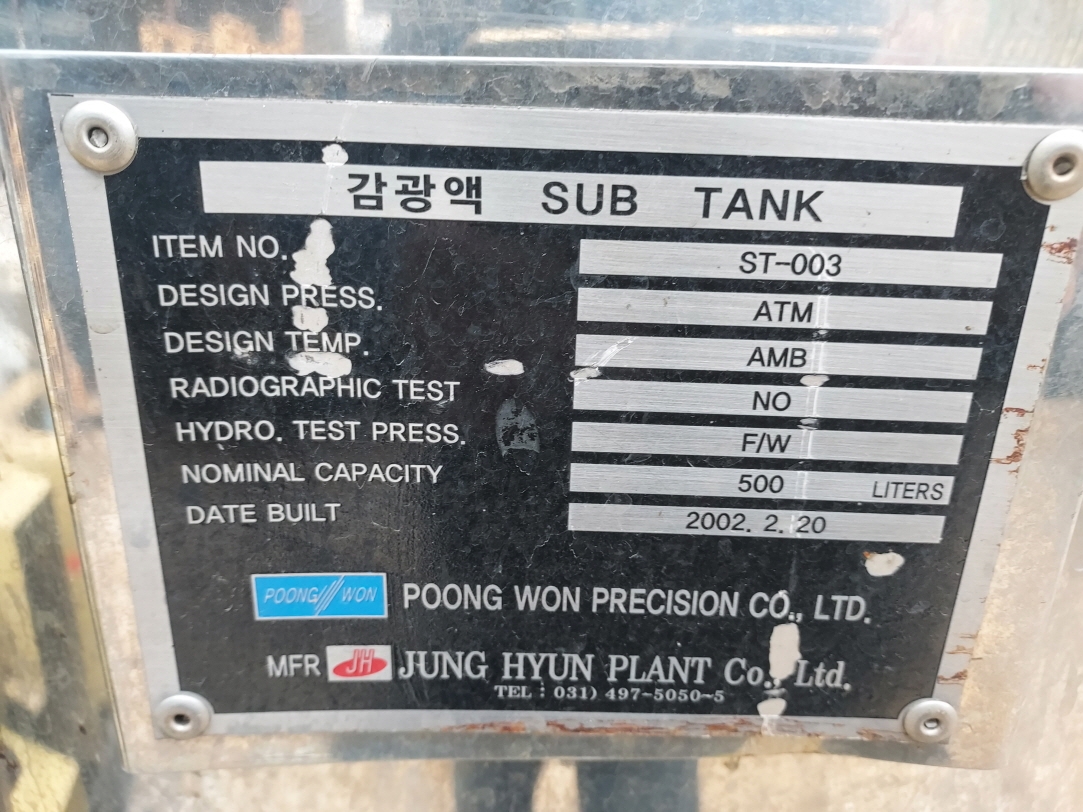 감광액 SUB TANK
ITEM NO. ST-003
DESIGN PRESS. ATM
DESIGN TEMP. AMB
RADIOGRAPHIC TEST NO
HYDRO. TEST PRESS. F/W
NOMINAL CAPACITY 500 LITERS
DATE BUILT 2002. 2. 20
POONG WON POONG WON PRECISION CO., LTD.
MFR JH JUNG HYUN PLANT Co., Ltd.
TEL : 031) 497-5050~5